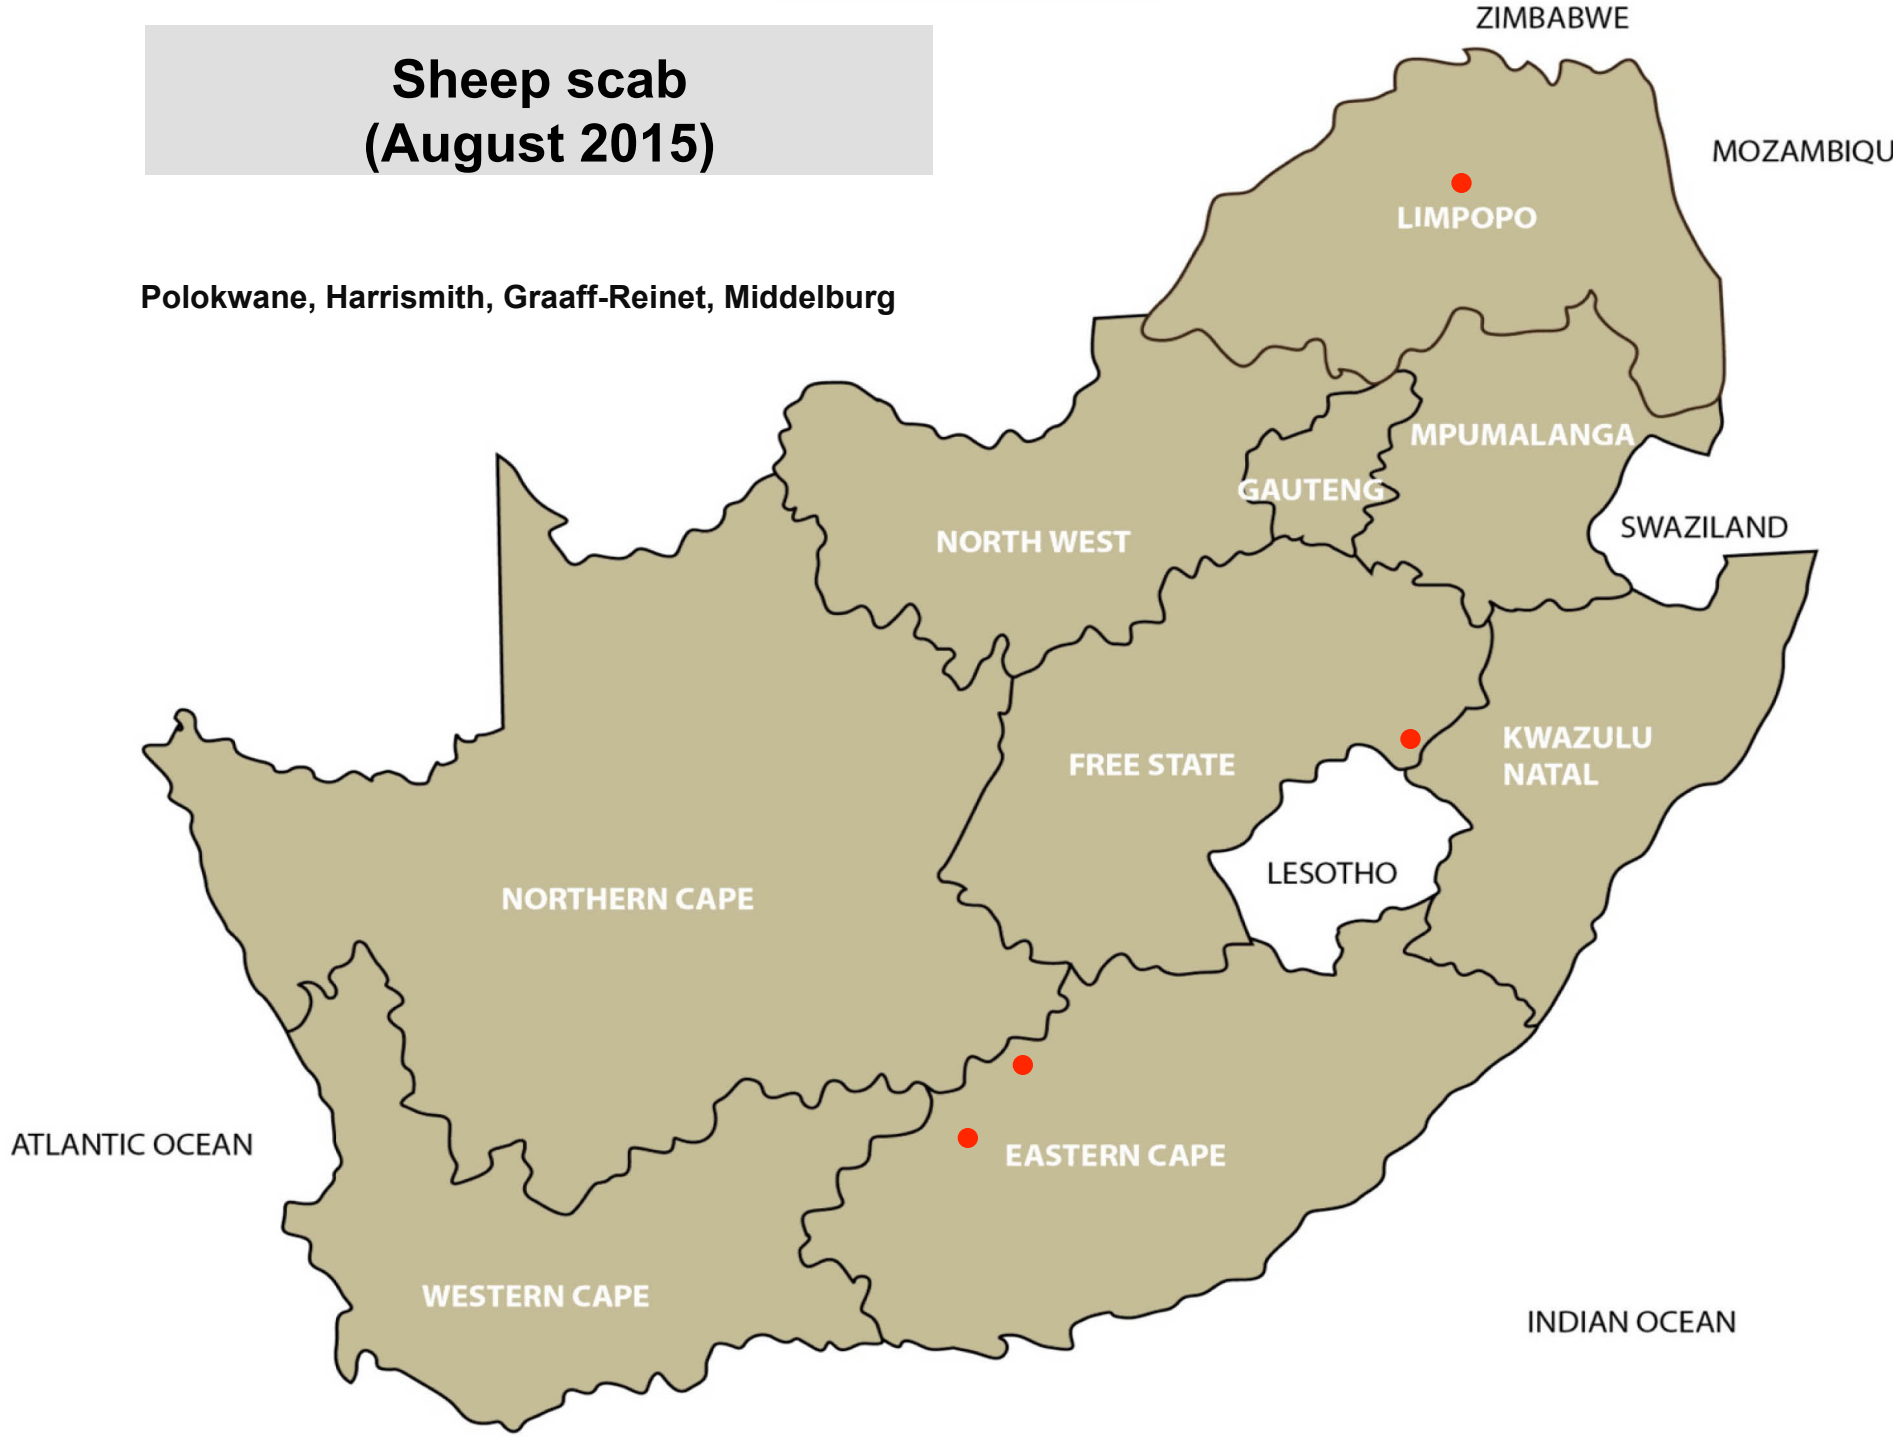 Sheep scab
(August 2015)
Polokwane, Harrismith, Graaff-Reinet, Middelburg
ZIMBABWE
MOZAMBIQU
LIMPOPO
MPUMALANGA
GAUTENG
SWAZILAND
NORTH WEST
KWAZULU
NATAL
FREE STATE
LESOTHO
NORTHERN CAPE
ATLANTIC OCEAN
EASTERN CAPE
WESTERN CAPE
INDIAN OCEAN